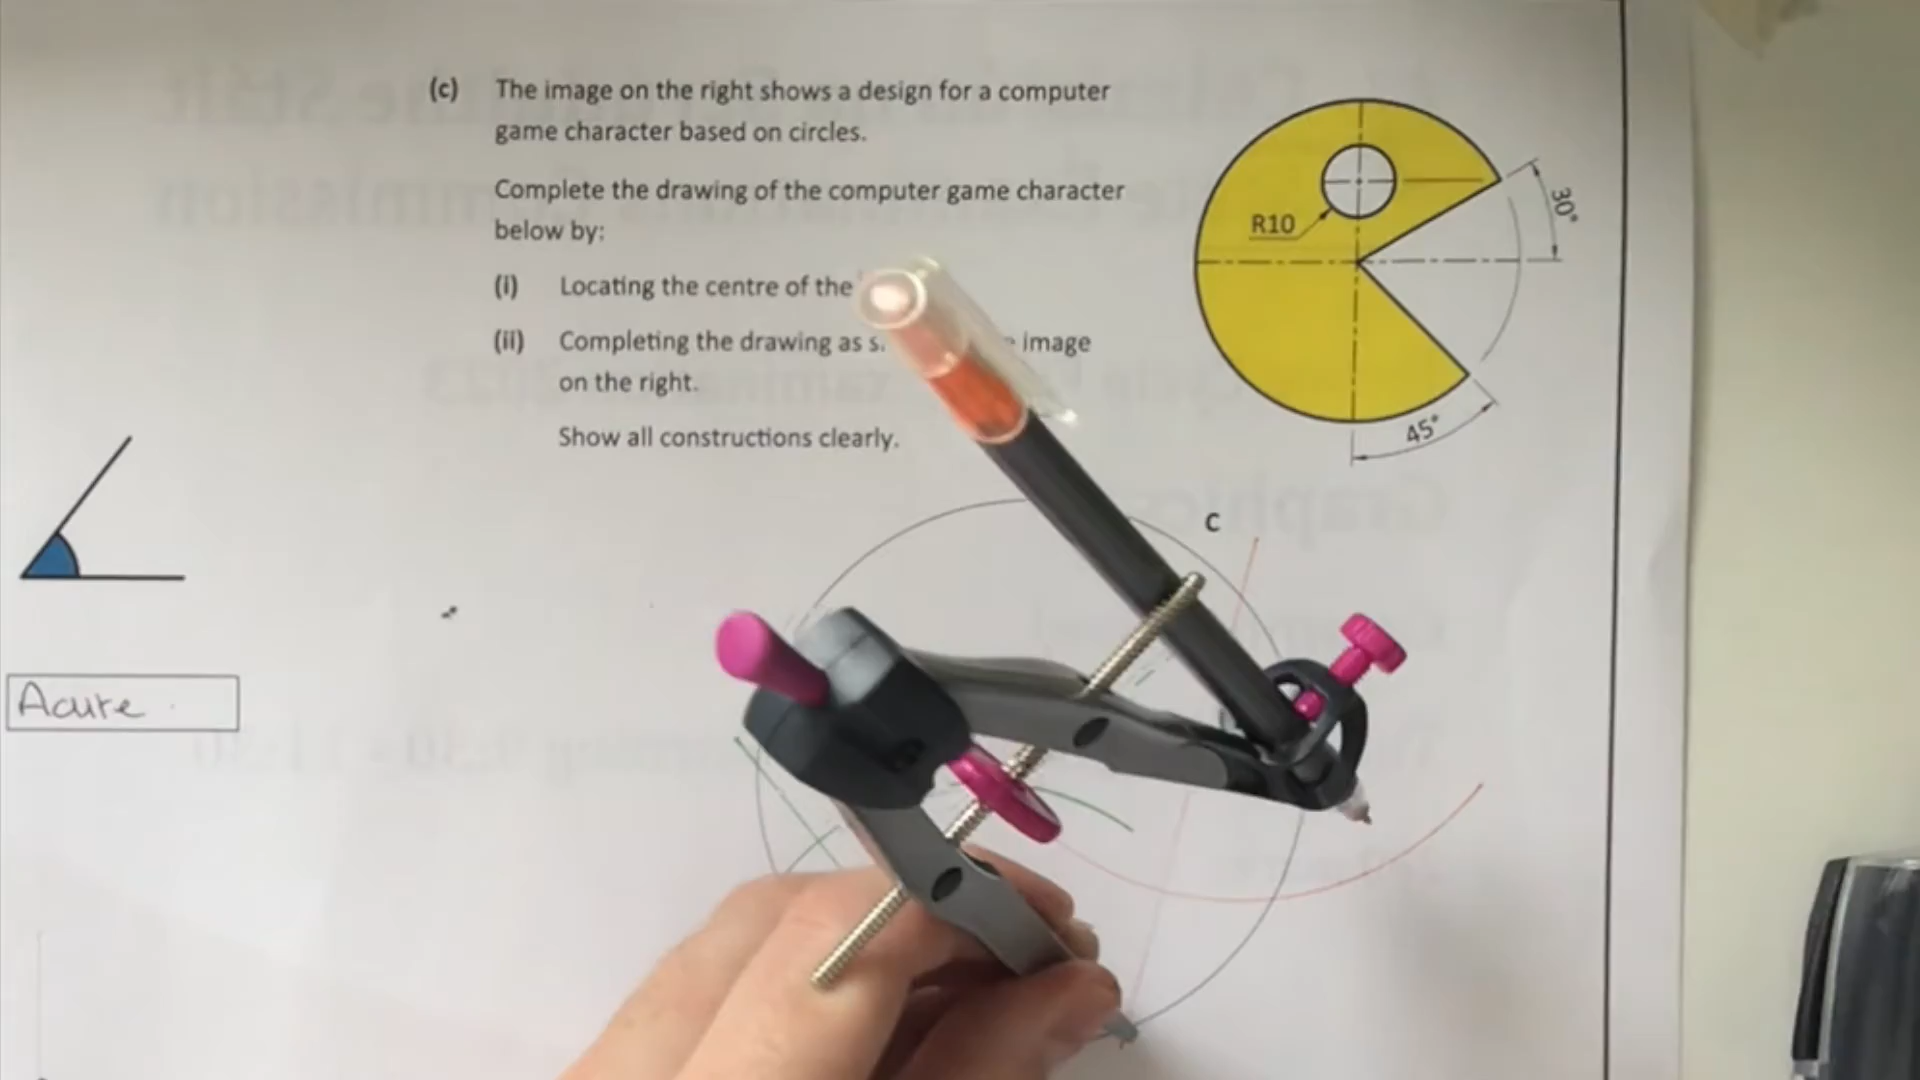 (c) The image on the right shows a design for a computer
game character based on circles.
Complete the drawing of the computer game character
below by:
(i) Locating the centre of the
(ii) Completing the drawing as image
on the right.
Show all constructions clearly.
R10
30°
45°
C
Acute